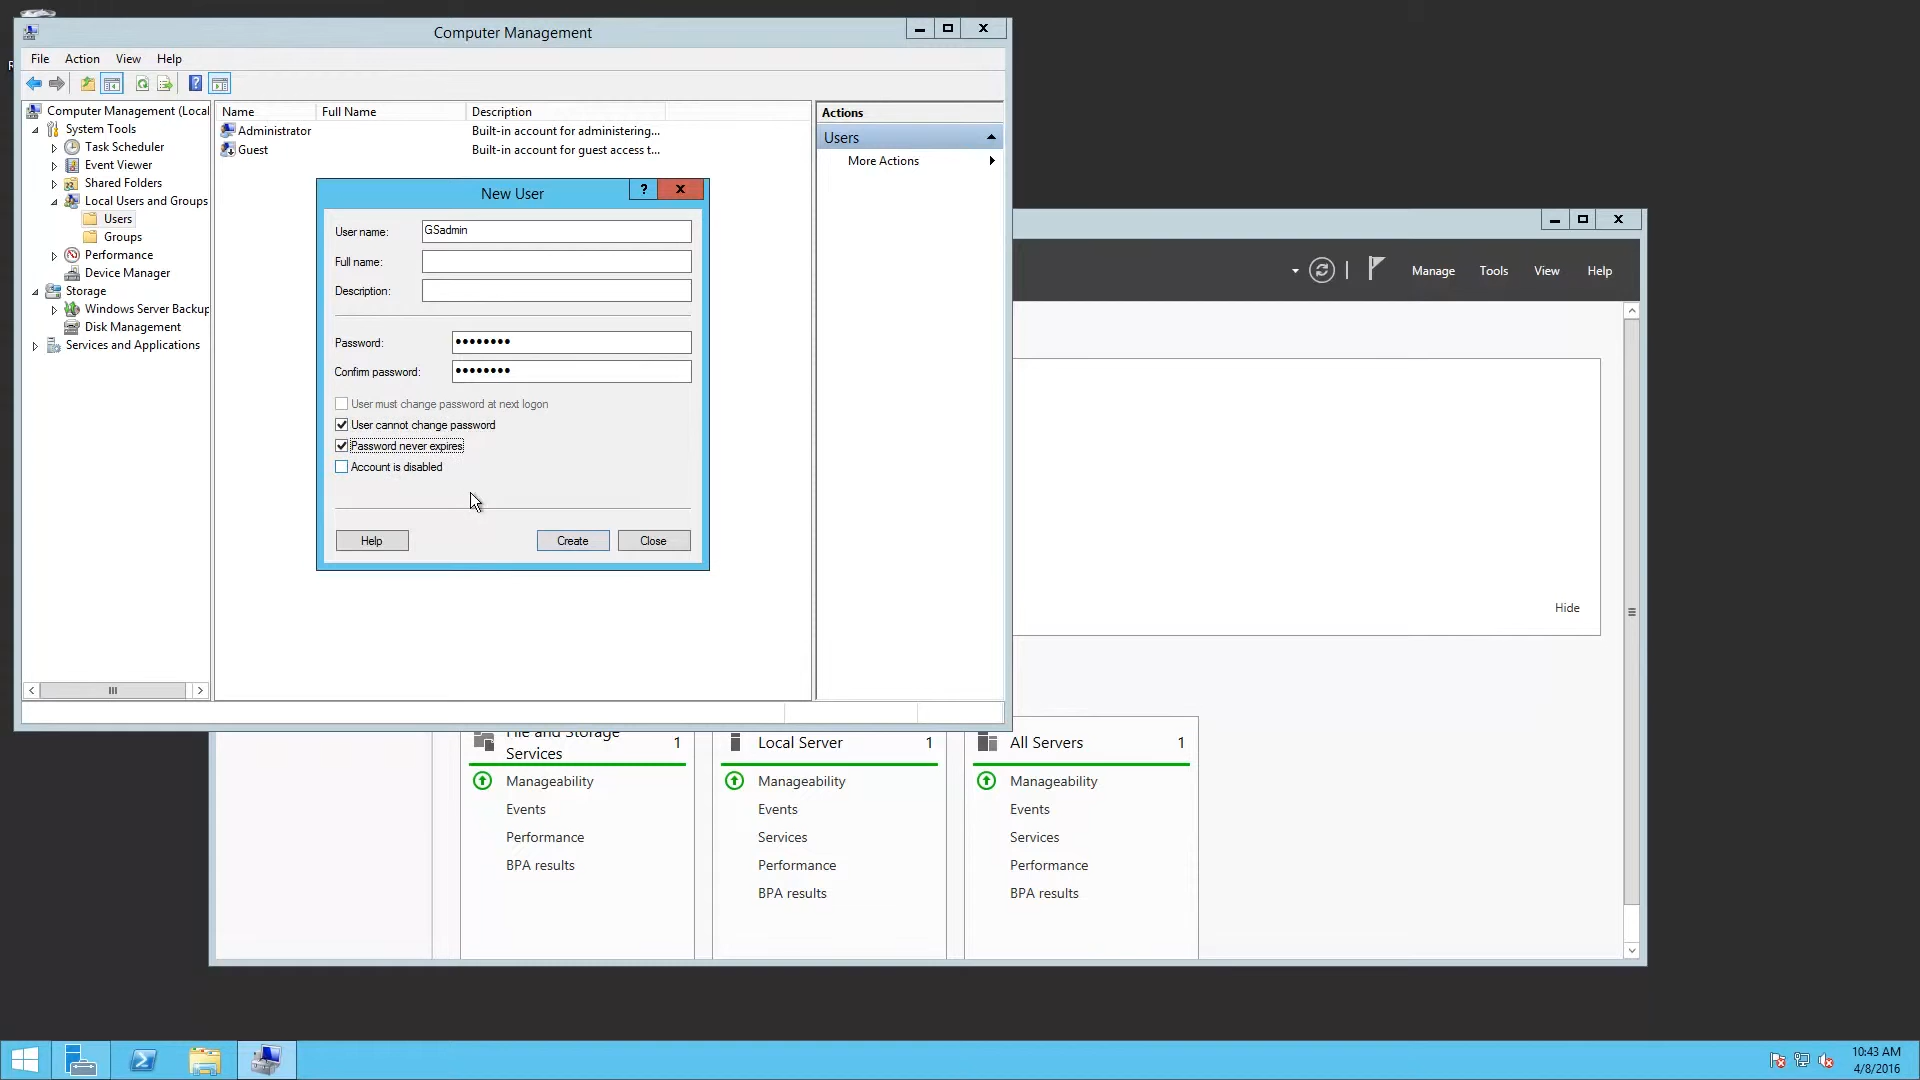 Computer Management
File Action View Help
Computer Management (Local
System Tools
Task Scheduler
Event Viewer
Shared Folders
Local Users and Groups
Users
Groups
Performance
Device Manager
Storage
Windows Server Backup
Disk Management
Services and Applications
Name Full Name Description
Administrator Built-in account for administering...
Guest Built-in account for guest access t...
Actions
Users
More Actions
New User
User name: GSadmin
Full name:
Description:
Password: ••••••••
Confirm password: ••••••••
User must change password at next logon
User cannot change password
Password never expires
Account is disabled
Help Create Close
Manage Tools View Help
Hide
File and Storage
Services 1
Manageability
Events
Performance
BPA results
Local Server 1
Manageability
Events
Services
Performance
BPA results
All Servers 1
Manageability
Events
Services
Performance
BPA results
10:43 AM
4/8/2016